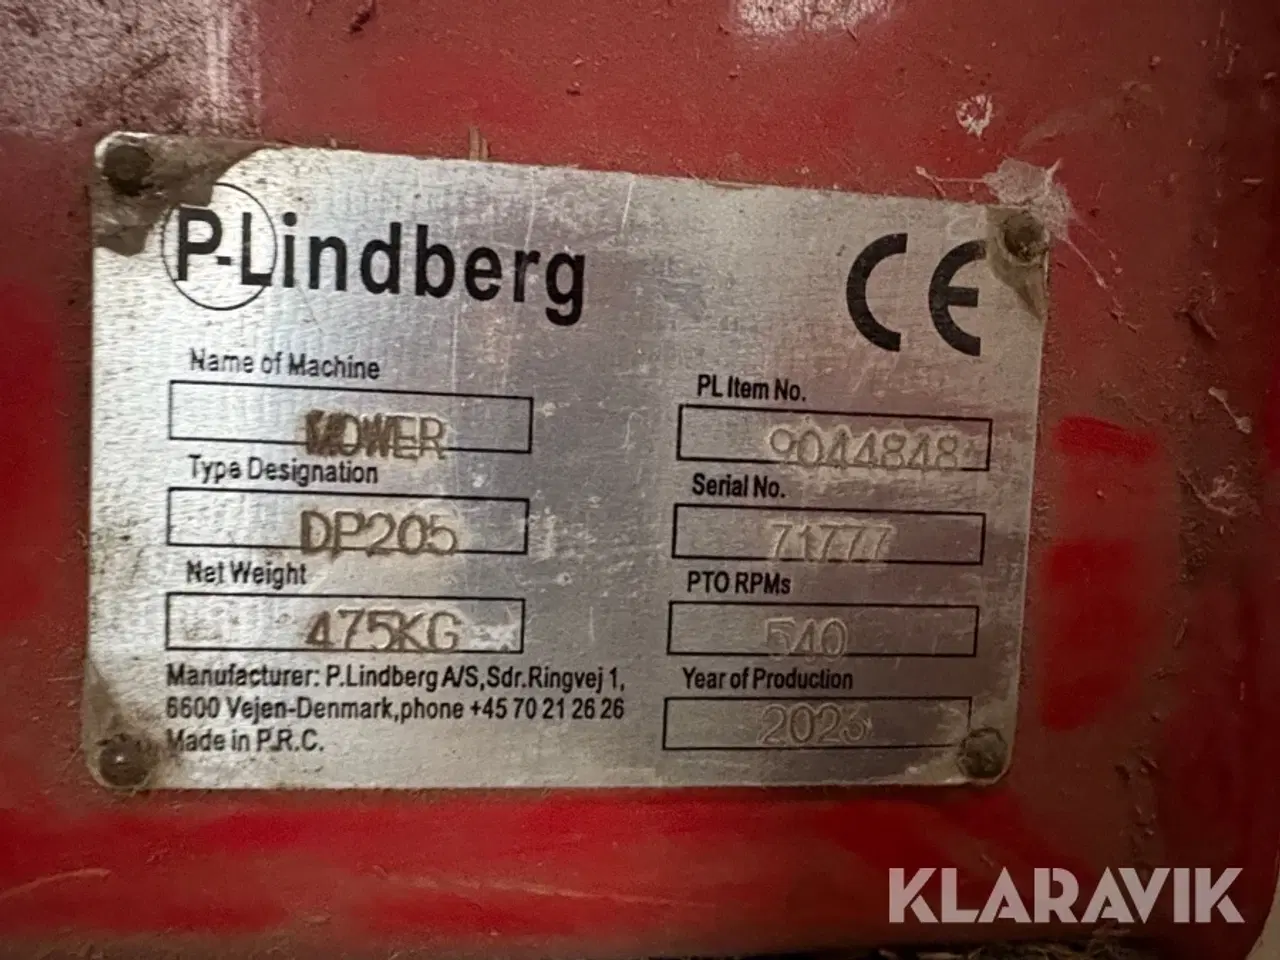 P-Lindberg
CE
Name of Machine
MOWER
Type Designation
DP205
Net Weight
475KG
PL Item No.
9044848
Serial No.
71777
PTO RPMs
540
Year of Production
2023
Manufacturer: P.Lindberg A/S,Sdr.Ringvej 1,
6600 Vejen-Denmark,phone +45 70 21 26 26
Made in P.R.C.
KLARAVIK